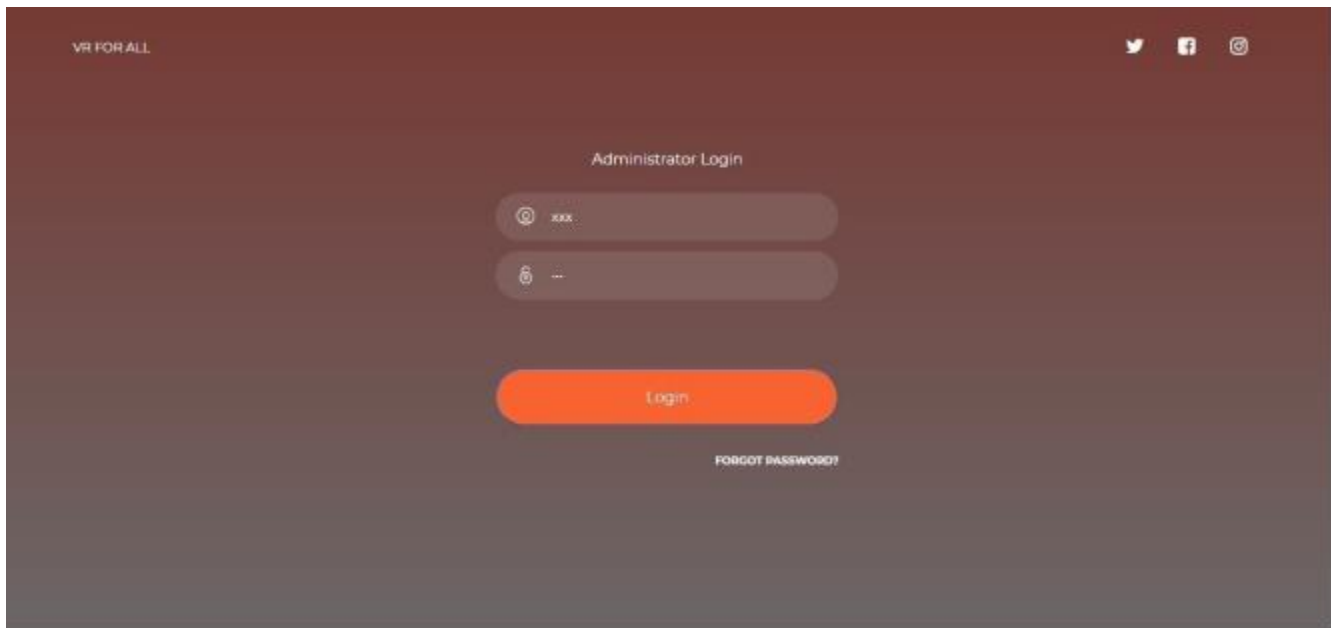 VR FOR ALL
Administrator Login
xxx
...
Login
FORGOT PASSWORD?